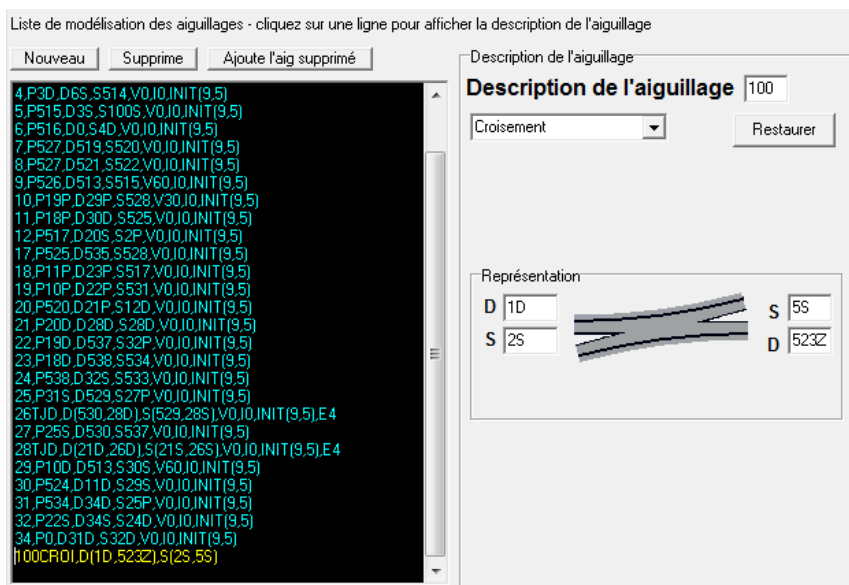 Liste de modélisation des aiguillages - cliquez sur une ligne pour afficher la description de l'aiguillage
Nouveau Supprime Ajoute l'aig supprimé
4,P3D,D6S,S514,V0,I0,INIT(9,5)
5,P515,D3S,S100S,V0,I0,INIT(9,5)
6,P516,D0,S4D,V0,I0,INIT(9,5)
7,P527,D519,S520,V0,I0,INIT(9,5)
8,P527,D521,S522,V0,I0,INIT(9,5)
9,P526,D513,S515,V60,I0,INIT(9,5)
10,P19P,D29P,S528,V30,I0,INIT(9,5)
11,P18P,D30D,S525,V0,I0,INIT(9,5)
12,P517,D20S,S2P,V0,I0,INIT(9,5)
17,P525,D535,S528,V0,I0,INIT(9,5)
18,P11P,D23P,S517,V0,I0,INIT(9,5)
19,P10P,D22P,S531,V0,I0,INIT(9,5)
20,P520,D21P,S12D,V0,I0,INIT(9,5)
21,P20D,D28D,S28D,V0,I0,INIT(9,5)
22,P19D,D537,S32P,V0,I0,INIT(9,5)
23,P18D,D538,S534,V0,I0,INIT(9,5)
24,P538,D32S,S533,V0,I0,INIT(9,5)
25,P31S,D529,S27P,V0,I0,INIT(9,5)
26TJD,D(530,28D),S(529,28S),V0,I0,INIT(9,5),E4
27,P25S,D530,S537,V0,I0,INIT(9,5)
28TJD,D(21D,26D),S(21S,26S),V0,I0,INIT(9,5),E4
29,P10D,D513,S30S,V60,I0,INIT(9,5)
30,P524,D11D,S29S,V0,I0,INIT(9,5)
31,P534,D34D,S25P,V0,I0,INIT(9,5)
32,P22S,D34S,S24D,V0,I0,INIT(9,5)
34,P0,D31D,S32D,V0,I0,INIT(9,5)
100CROI,D(1D,523Z),S(2S,5S)
Description de l'aiguillage
Description de l'aiguillage 100
Croisement Restaurer
Représentation
D 1D S 5S
S 2S D 523Z